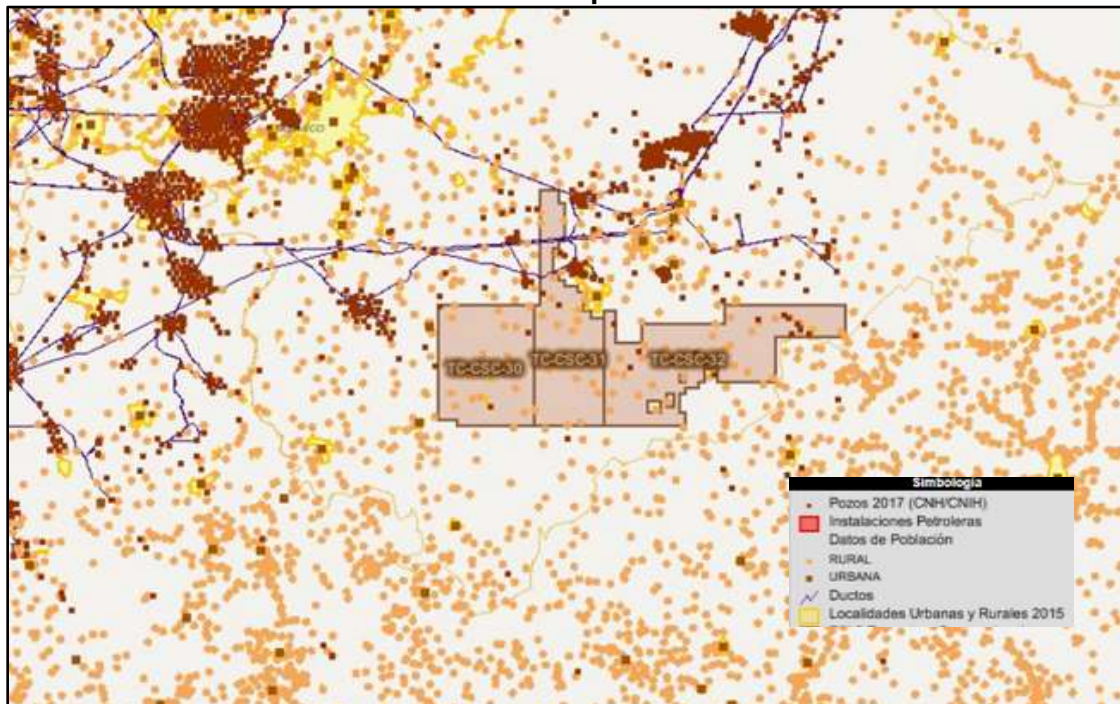 TC-CSC-30
TC-CSC-31
TC-CSC-32
Simbología
Pozos 2017 (CNH/CNIH)
Instalaciones Petroleras
Datos de Población
RURAL
URBANA
Ductos
Localidades Urbanas y Rurales 2015